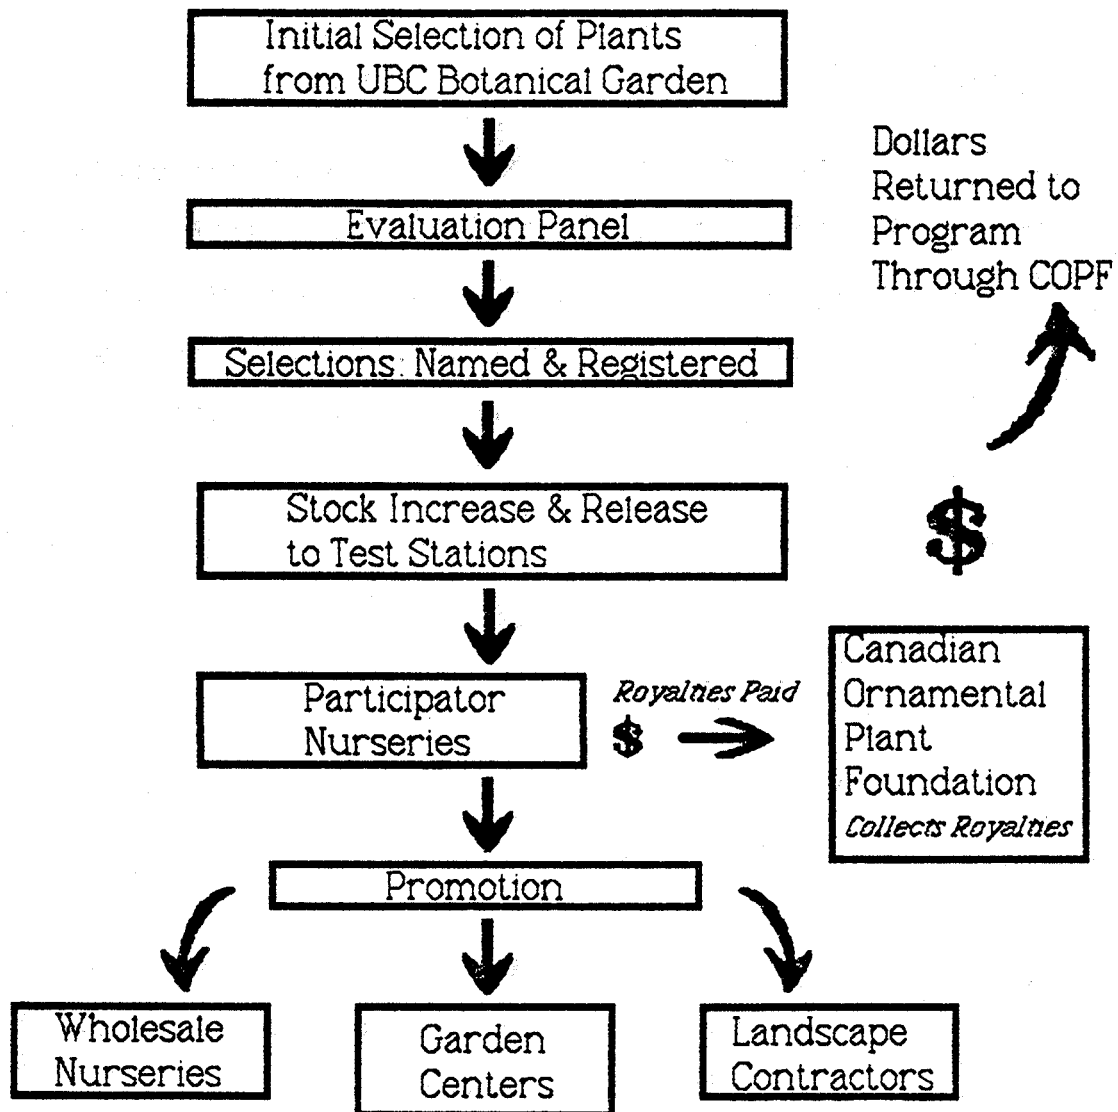 Initial Selection of Plants
from UBC Botanical Garden
Evaluation Panel
Selections: Named & Registered
Stock Increase & Release
to Test Stations
Participator
Nurseries
Royalties Paid
$
Canadian
Ornamental
Plant
Foundation
Collects Royalties
$
Dollars
Returned to
Program
Through COPF
Promotion
Wholesale
Nurseries
Garden
Centers
Landscape
Contractors